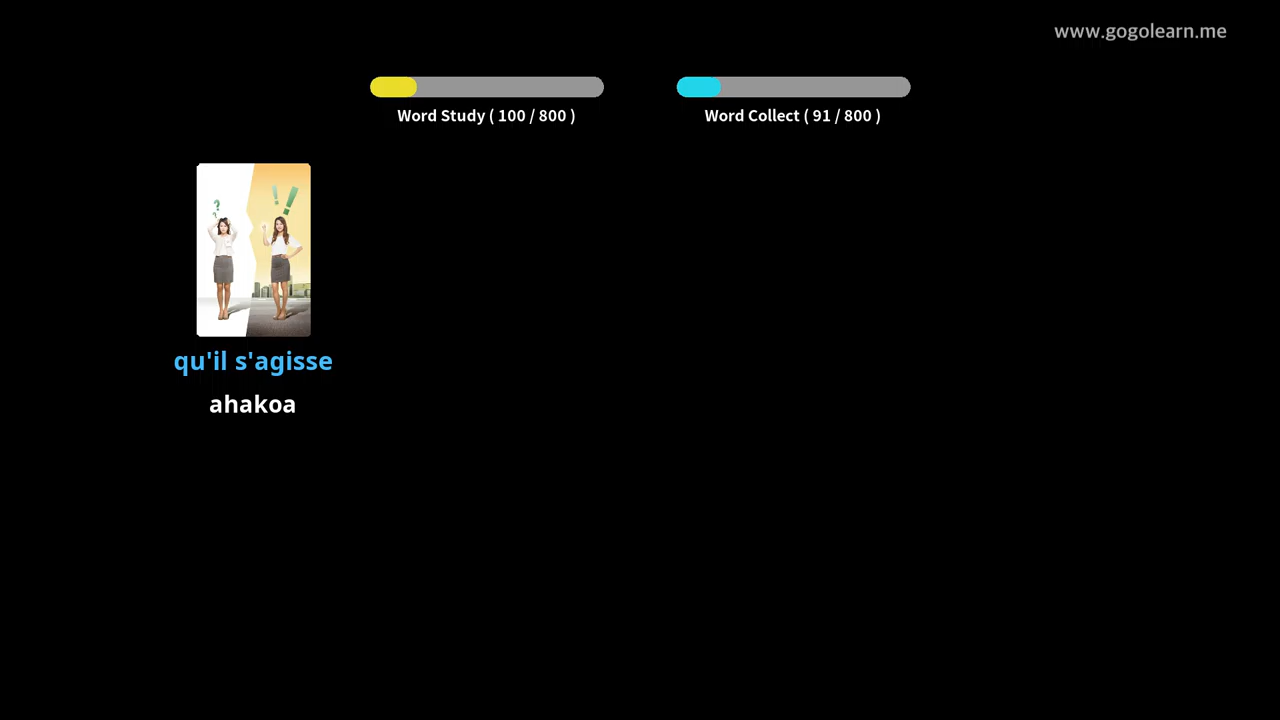 www.gogolearn.me
Word Study ( 100 / 800 )
Word Collect ( 91 / 800 )
qu'il s'agisse
ahakoa